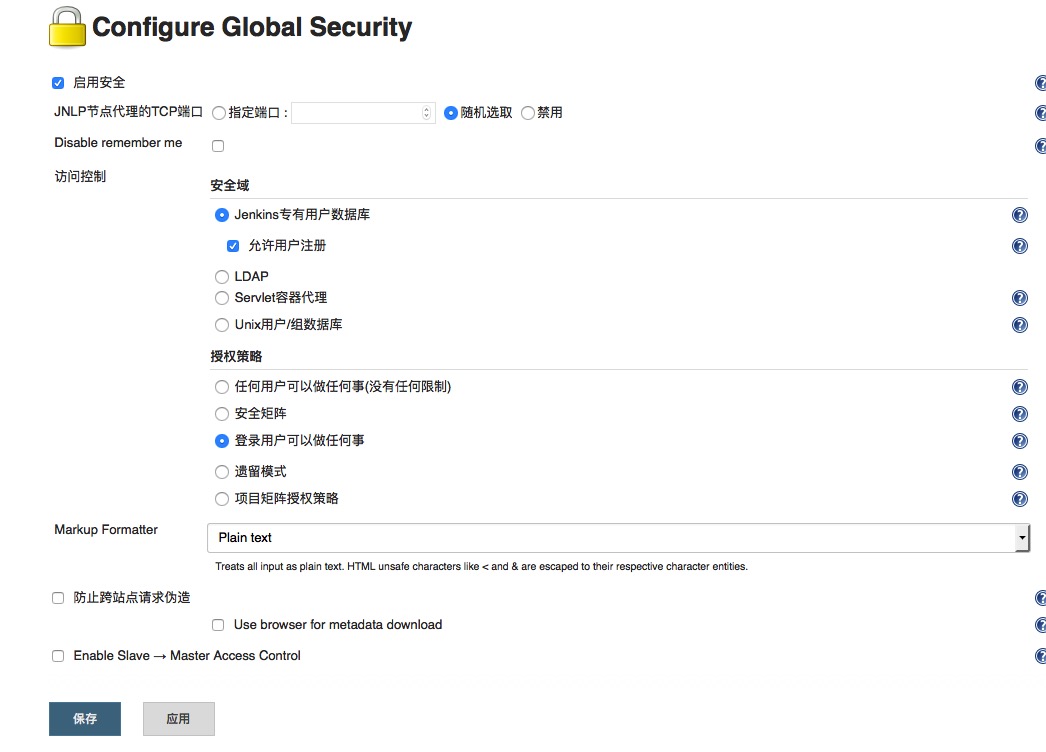 Configure Global Security
启用安全
JNLP节点代理的TCP端口 指定端口 : 随机选取 禁用
Disable remember me
访问控制
安全域
Jenkins专有用户数据库
允许用户注册
LDAP
Servlet容器代理
Unix用户/组数据库
授权策略
任何用户可以做任何事(没有任何限制)
安全矩阵
登录用户可以做任何事
遗留模式
项目矩阵授权策略
Markup Formatter
Plain text
Treats all input as plain text. HTML unsafe characters like < and & are escaped to their respective character entities.
防止跨站点请求伪造
Use browser for metadata download
Enable Slave → Master Access Control
保存 应用